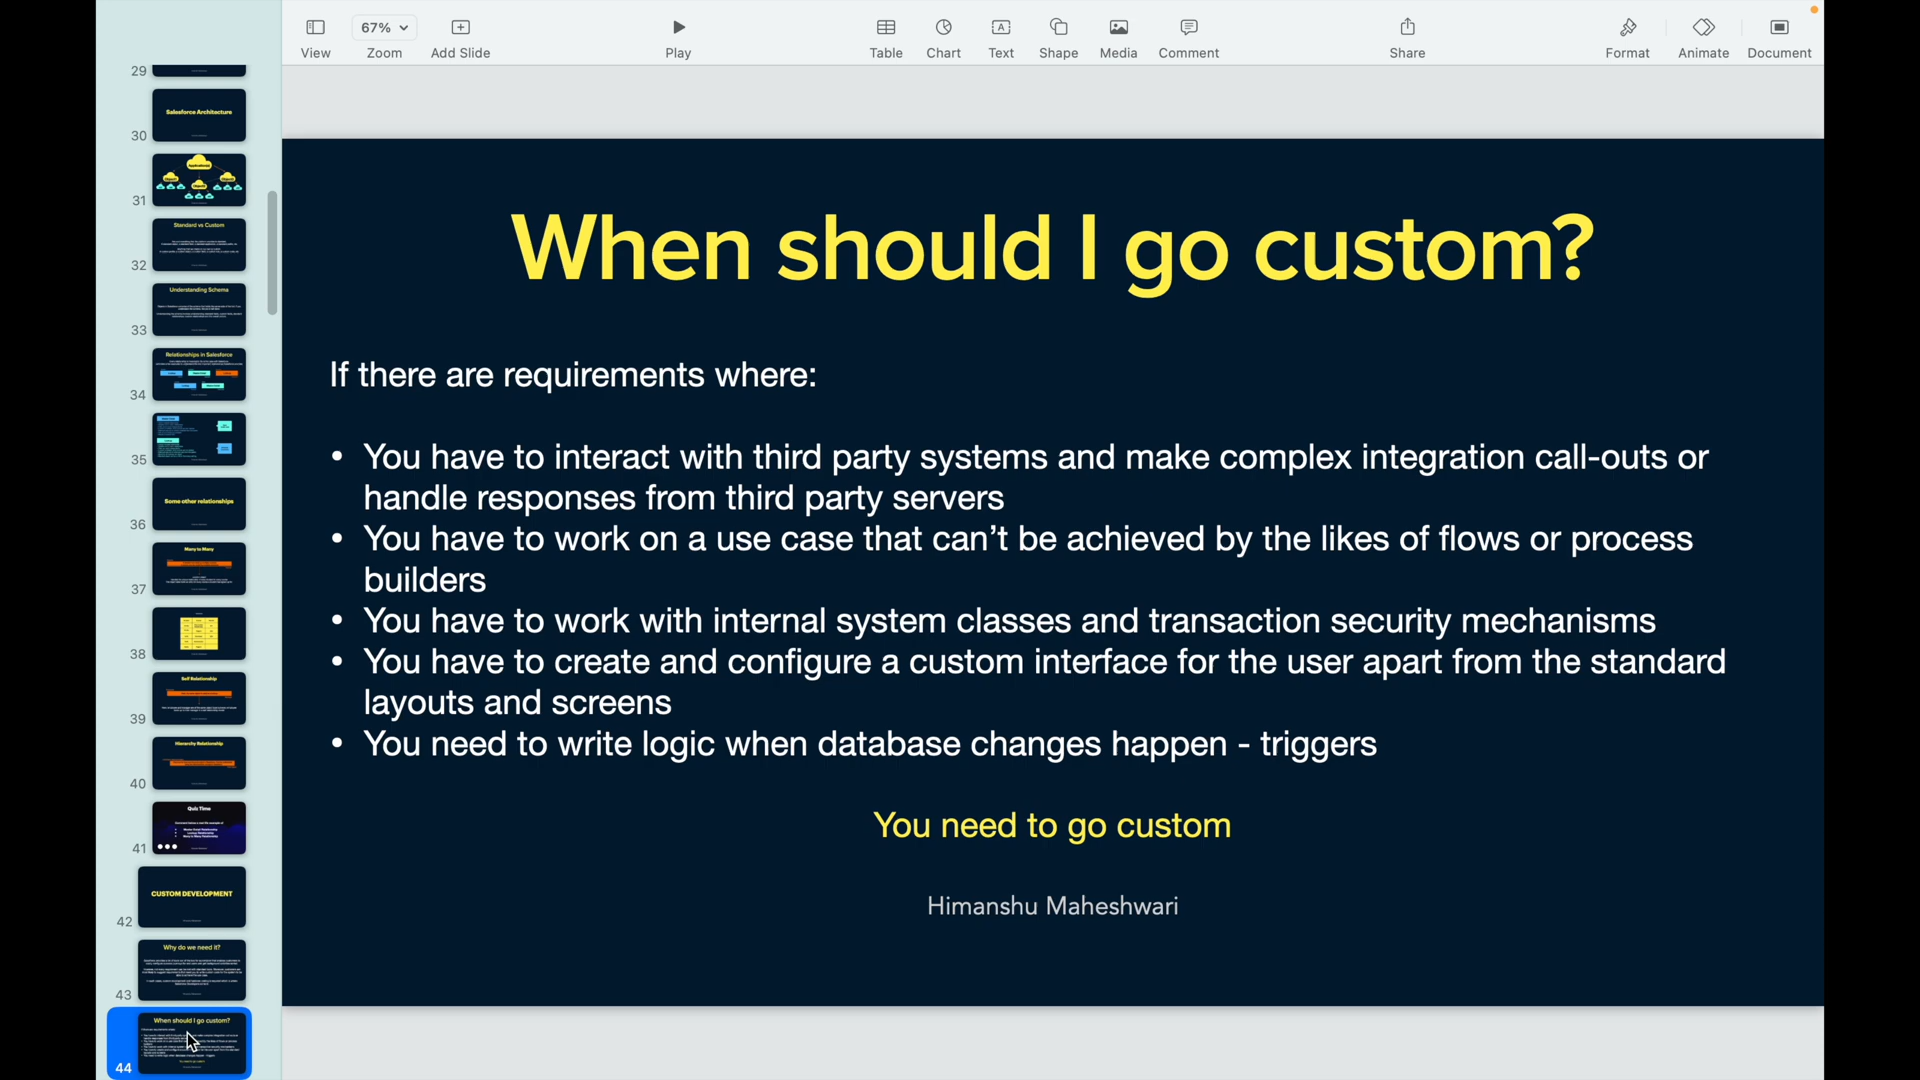 View
67%
Zoom
Add Slide
Play
Table
Chart
Text
Shape
Media
Comment
Share
Format
Animate
Document
29
Salesforce Architecture
30
31
Standard vs Custom
32
Understanding Schema
33
Relationships in Salesforce
34
35
Some other relationships
36
Many to Many
37
38
Self Relationship
39
Hierarchy Relationship
40
Quiz Time
41
CUSTOM DEVELOPMENT
42
Why do we need it?
43
When should I go custom?
44
When should I go custom?
If there are requirements where:
• You have to interact with third party systems and make complex integration call-outs or
handle responses from third party servers
• You have to work on a use case that can’t be achieved by the likes of flows or process
builders
• You have to work with internal system classes and transaction security mechanisms
• You have to create and configure a custom interface for the user apart from the standard
layouts and screens
• You need to write logic when database changes happen - triggers
You need to go custom
Himanshu Maheshwari